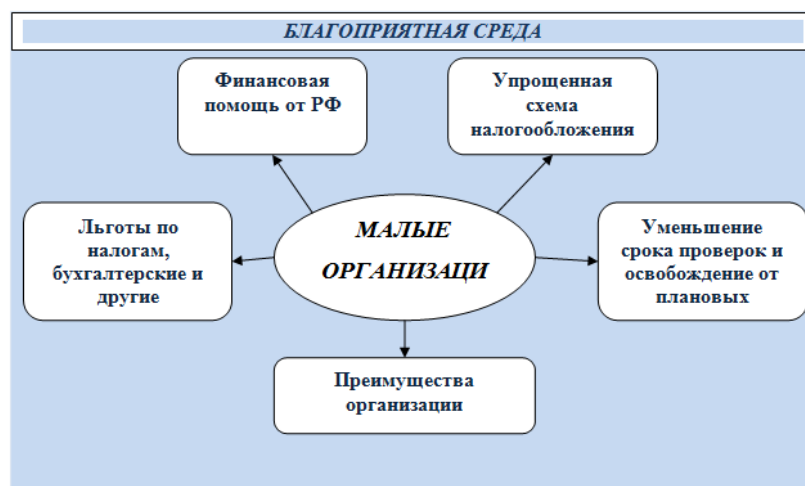 БЛАГОПРИЯТНАЯ СРЕДА
Финансовая
помощь от РФ
Упрощенная
схема
налогообложения
Льготы по
налогам,
бухгалтерские и
другие
МАЛЫЕ
ОРГАНИЗАЦИ
Уменьшение
срока проверок и
освобождение от
плановых
Преимущества
организации